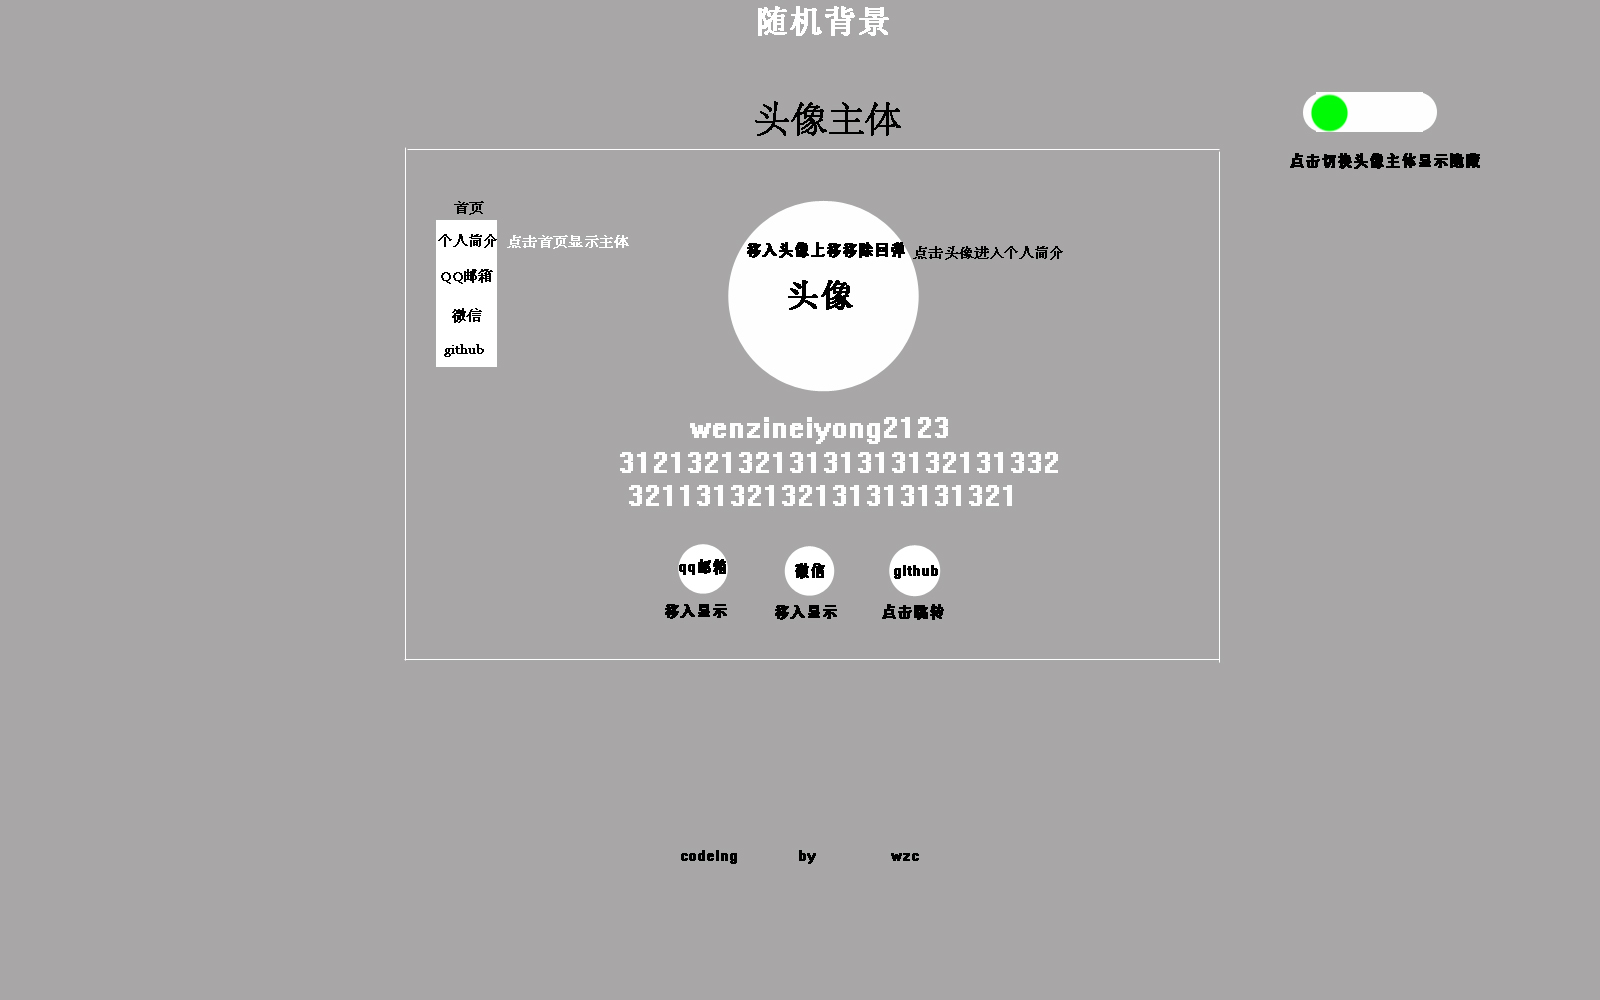 随机背景
头像主体
点击切换头像主体显示隐藏
首页
个人简介
点击首页显示主体
QQ邮箱
微信
github
移入头像上移移除回弹
点击头像进入个人简介
头像
wenzineiyong2123
31213213213131313132131332
32113132132131313131321
qq邮箱
微信
github
移入显示
移入显示
点击跳转
codeing by wzc